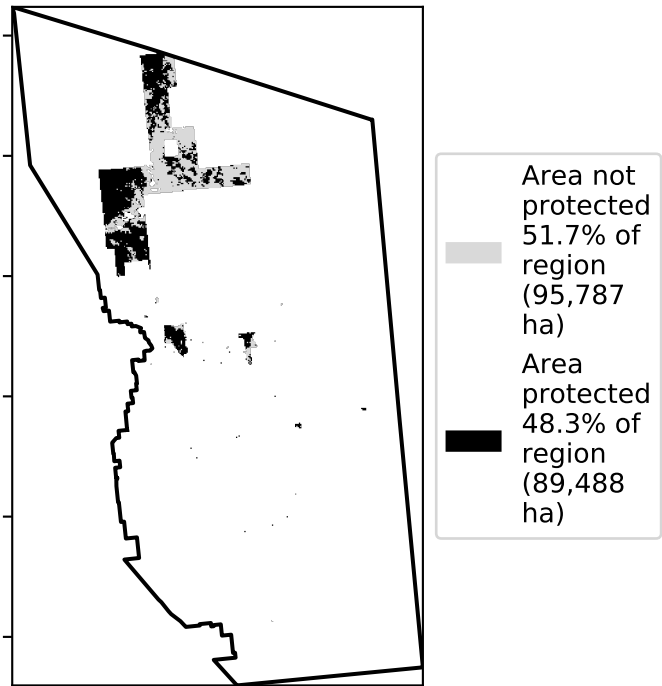 Area not
protected
51.7% of
region
(95,787
ha)
Area
protected
48.3% of
region
(89,488
ha)